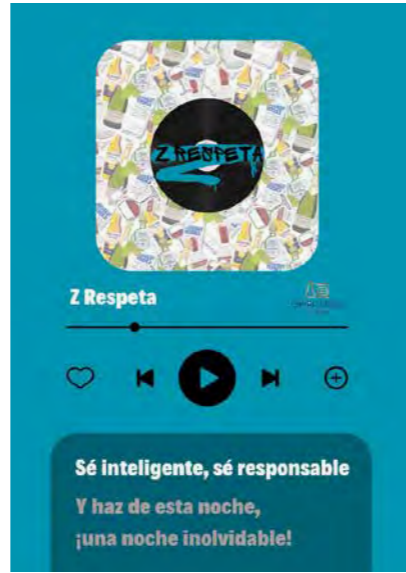 Z RESPETA
Z Respeta
Sé inteligente, sé responsable
Y haz de esta noche,
¡una noche inolvidable!